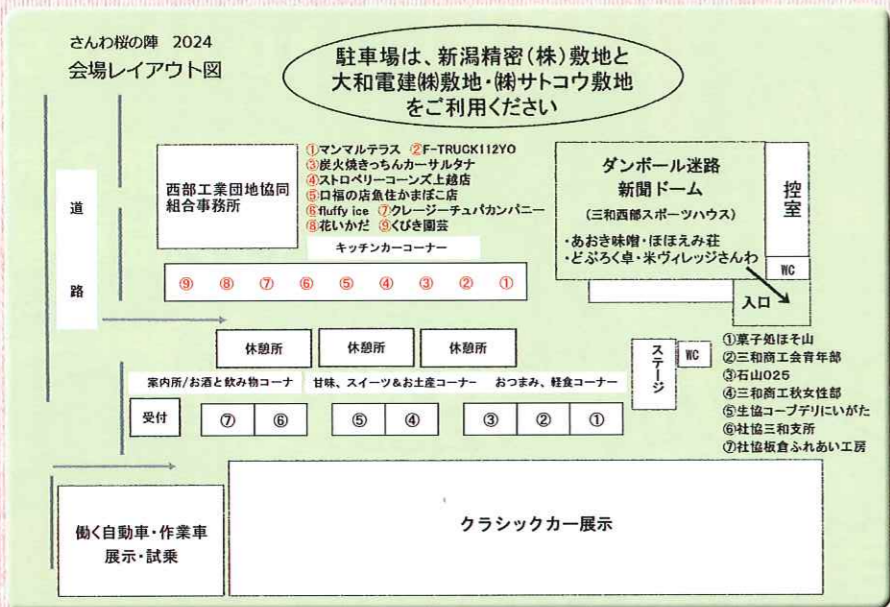 さんわ桜の陣 2024
会場レイアウト図
駐車場は、新潟精密(株)敷地と
大和電建㈱敷地・㈱サトコウ敷地
をご利用ください
道
路
西部工業団地協同
組合事務所
①マンマルテラス ②F-TRUCK112YO
③炭火焼きっちんカーサルタナ
④ストロベリーコーンズ上越店
⑤口福の店魚住かまぼこ店
⑥fluffy ice ⑦クレージーチュパカンパニー
⑧花いかだ ⑨くびき園芸
キッチンカーコーナー
⑨ ⑧ ⑦ ⑥ ⑤ ④ ③ ② ①
ダンボール迷路
新聞ドーム
(三和西部スポーツハウス)
・あおき味噌・ほほえみ荘
・どぶろく卓・米ヴィレッジさんわ
控室
WC
入口
休憩所 休憩所 休憩所
ステージ
WC
①菓子処ほそ山
②三和商工会青年部
③石山025
④三和商工秋女性部
⑤生協コープデリにいがた
⑥社協三和支所
⑦社協板倉ふれあい工房
案内所/お酒と飲み物コーナ 甘味、スイーツ&お土産コーナー おつまみ、軽食コーナー
受付 ⑦ ⑥ ⑤ ④ ③ ② ①
働く自動車・作業車
展示・試乗
クラシックカー展示